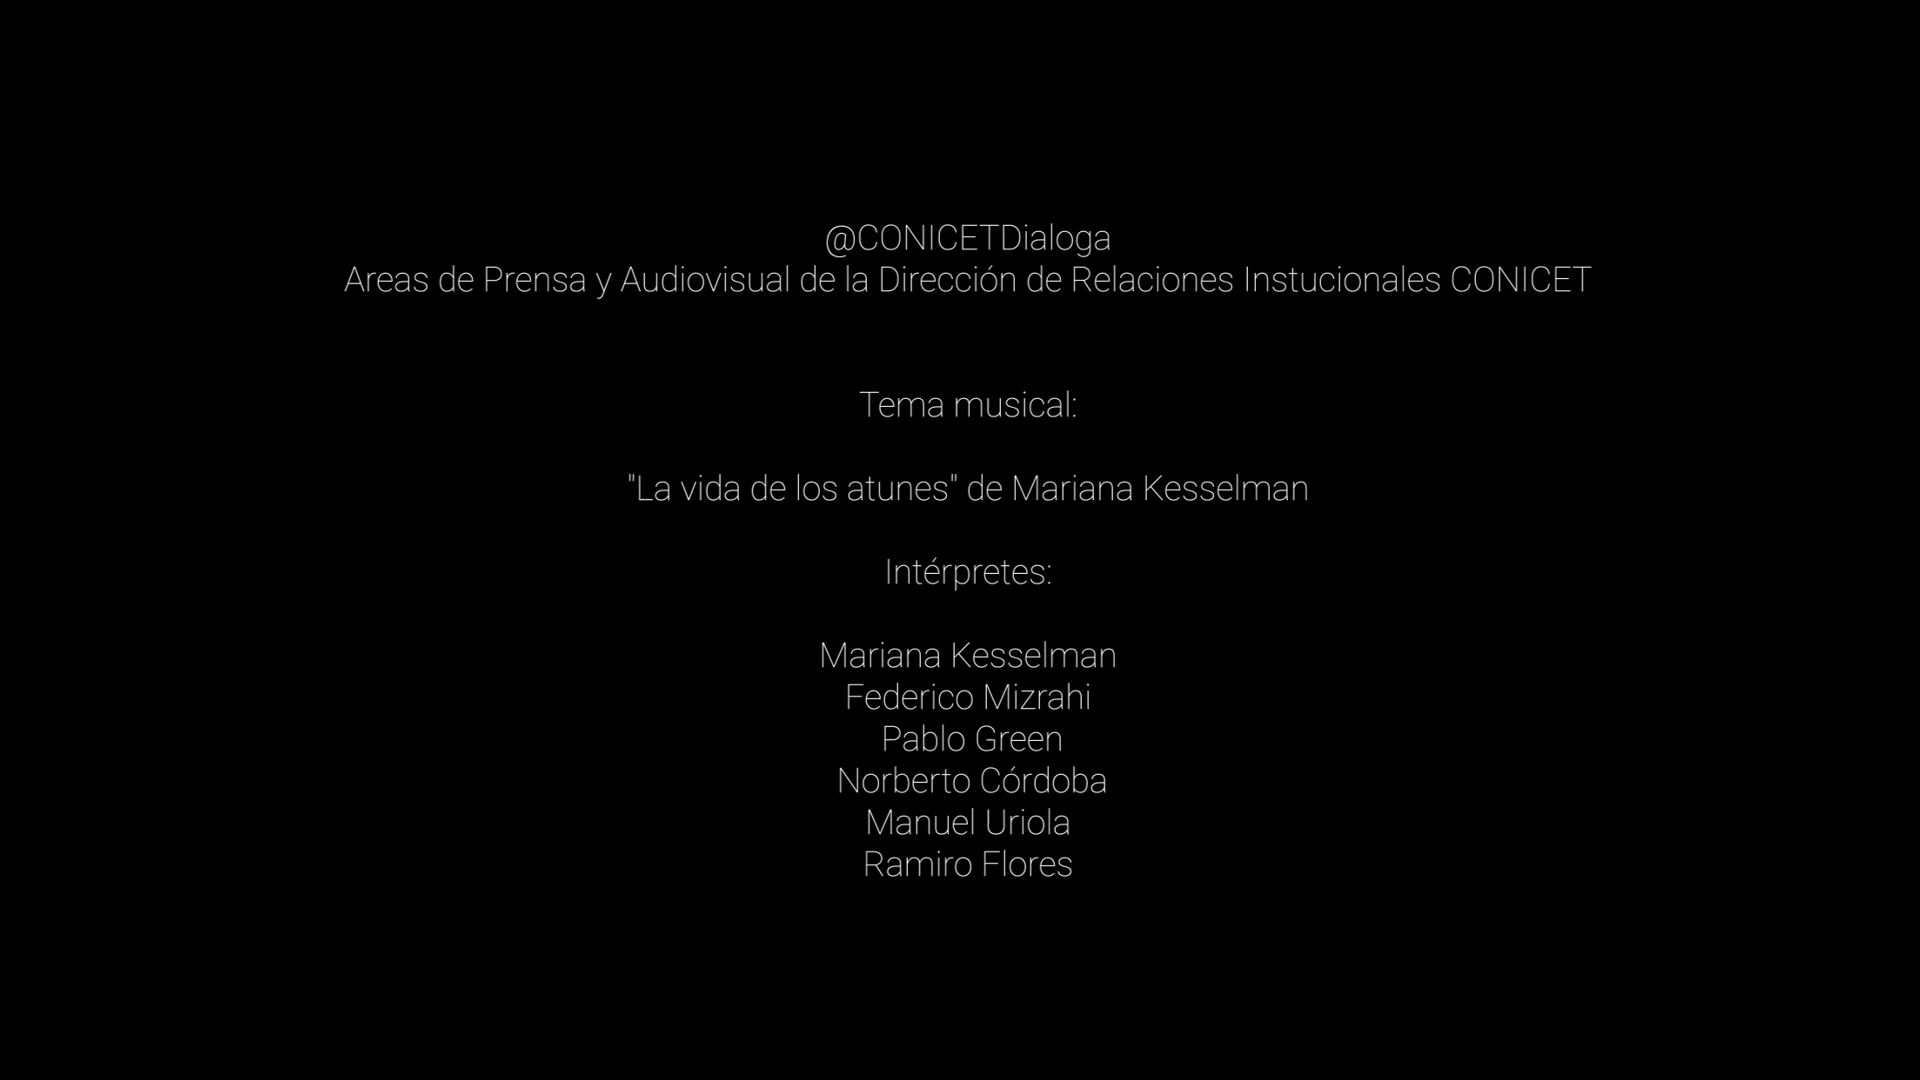 @CONICETDialoga
Areas de Prensa y Audiovisual de la Dirección de Relaciones Instucionales CONICET
Tema musical:
"La vida de los atunes" de Mariana Kesselman
Intérpretes:
Mariana Kesselman
Federico Mizrahi
Pablo Green
Norberto Córdoba
Manuel Uriola
Ramiro Flores